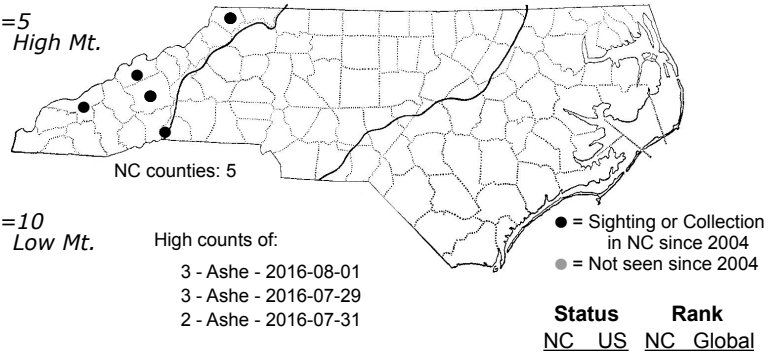 =5
High Mt.
NC counties: 5
=10
Low Mt.
High counts of:
3 - Ashe - 2016-08-01
3 - Ashe - 2016-07-29
2 - Ashe - 2016-07-31
● = Sighting or Collection
in NC since 2004
● = Not seen since 2004
Status Rank
NC US NC Global